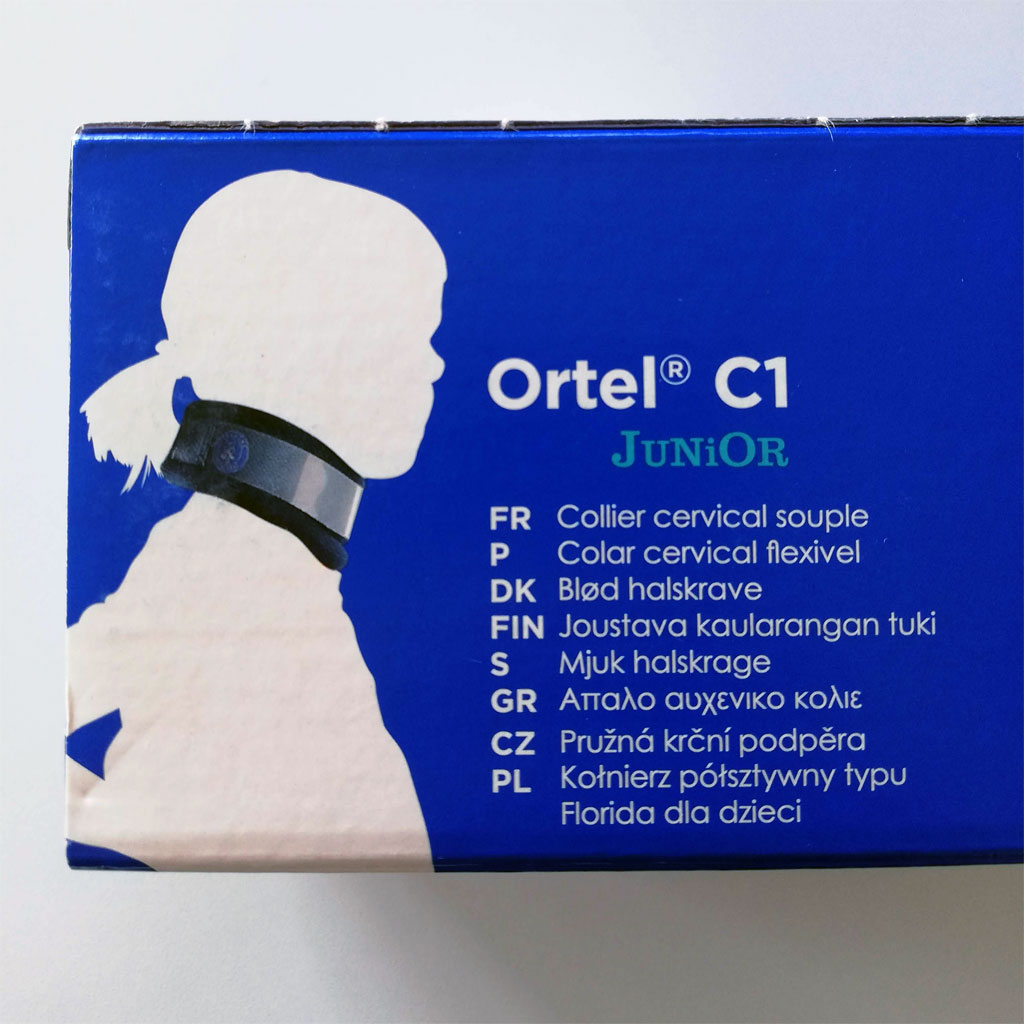 Ortel® C1
JUNiOR
FR Collier cervical souple
P Colar cervical flexivel
DK Blød halskrave
FIN Joustava kaularangan tuki
S Mjuk halskrage
GR Απαλο αυχενικο κολιε
CZ Pružná krční podpěra
PL Kołnierz półsztywny typu
Florida dla dzieci